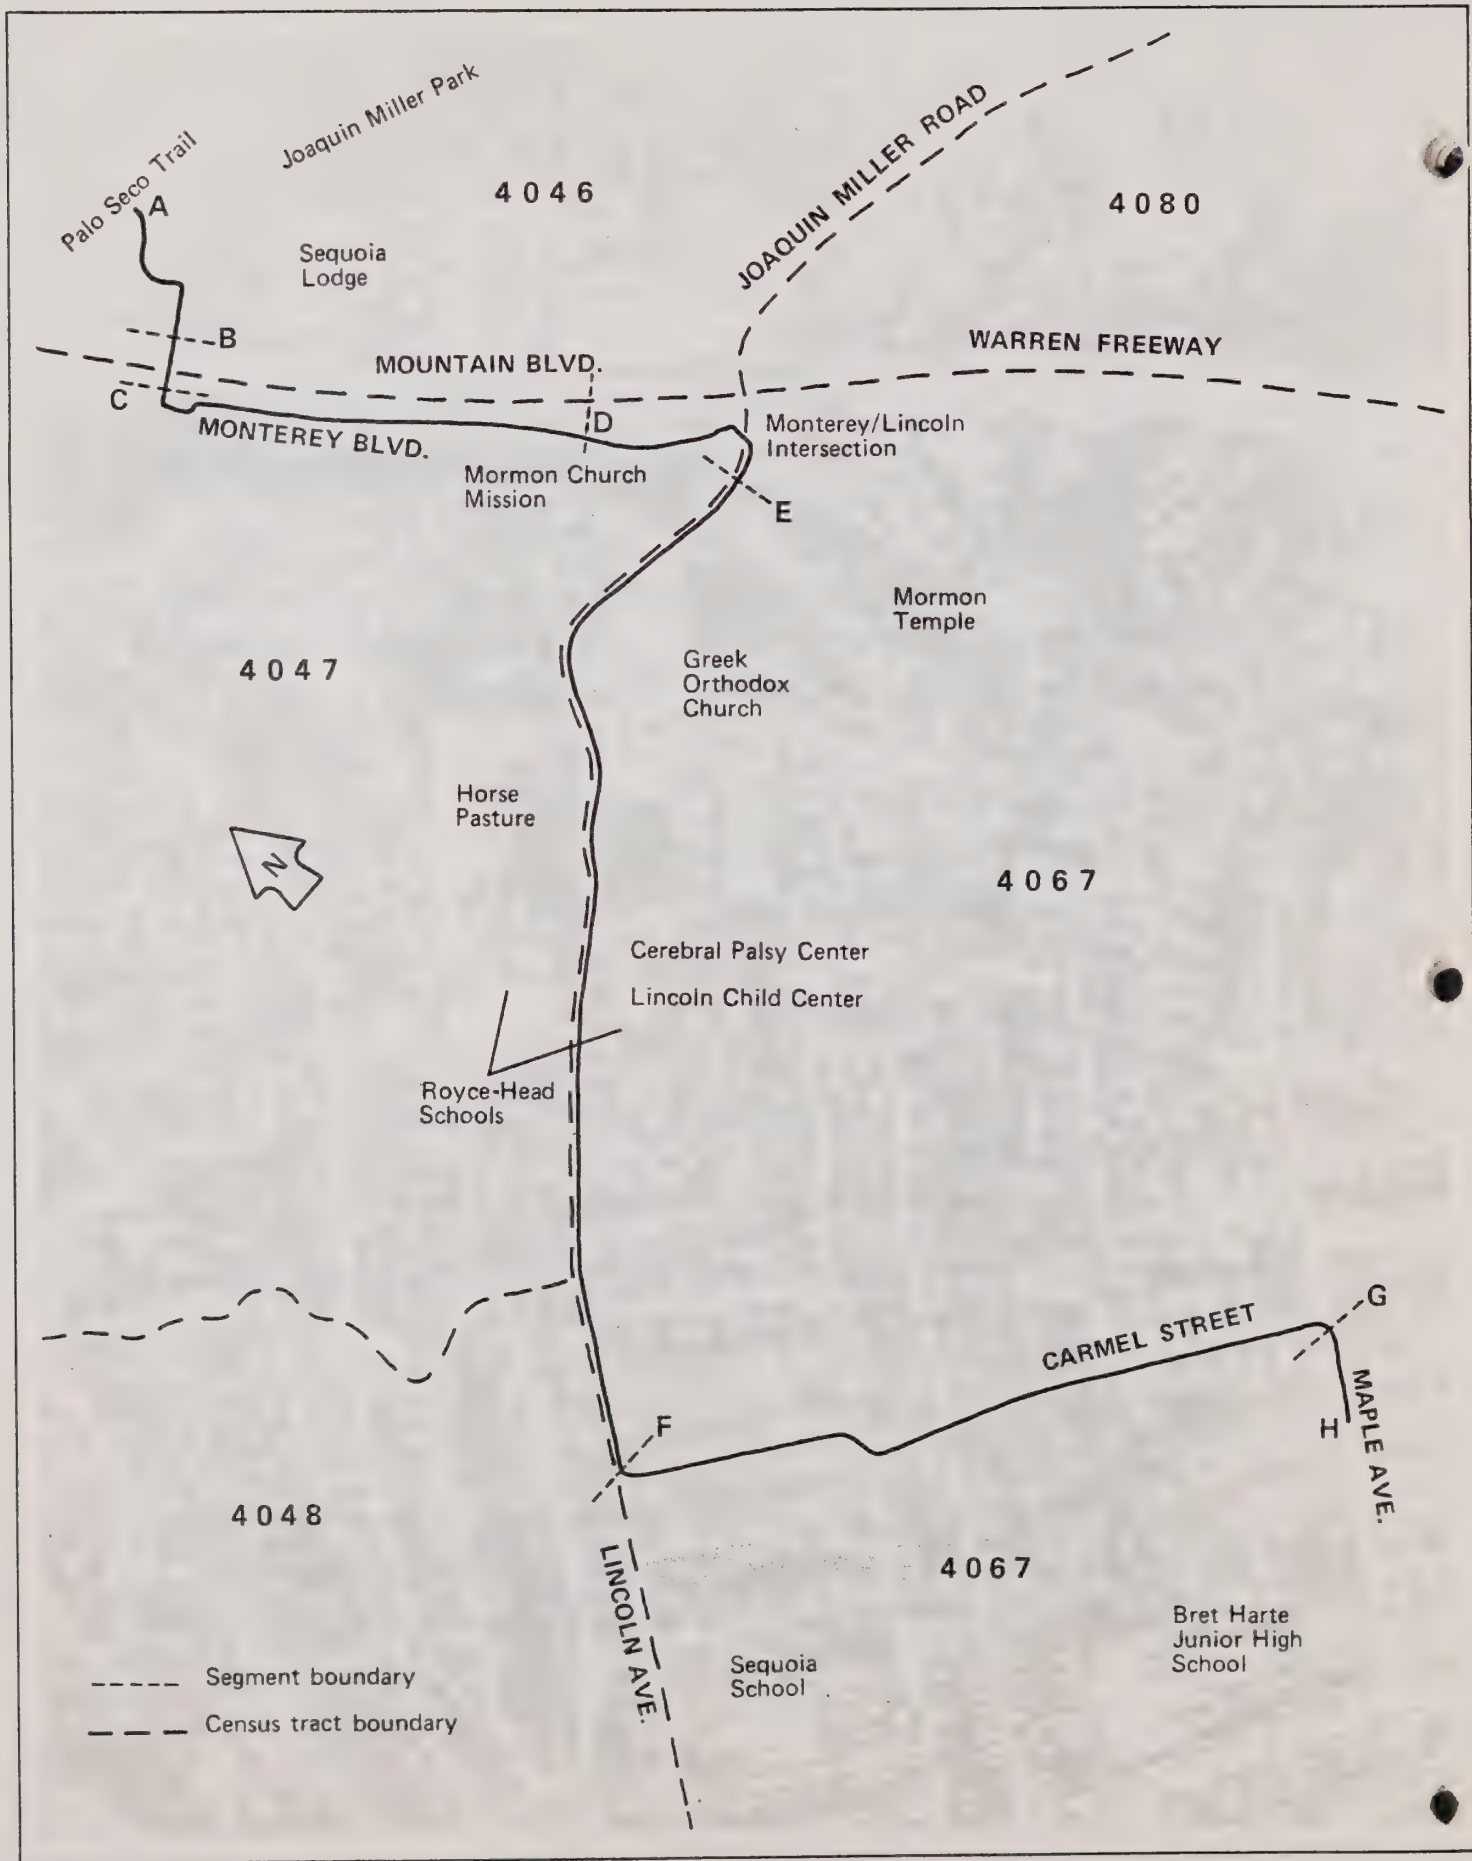 Joaquin Miller Park
Palo Seco Trail
A
4046
JOAQUIN MILLER ROAD
4080
Sequoia
Lodge
B
MOUNTAIN BLVD.
WARREN FREEWAY
C
MONTEREY BLVD.
D
Monterey/Lincoln
Intersection
Mormon Church
Mission
E
Mormon
Temple
4047
Greek
Orthodox
Church
Horse
Pasture
N
4067
Cerebral Palsy Center
Lincoln Child Center
Royce-Head
Schools
G
CARMEL STREET
MAPLE AVE.
H
F
4048
LINCOLN AVE.
4067
Bret Harte
Junior High
School
Sequoia
School
Segment boundary
Census tract boundary